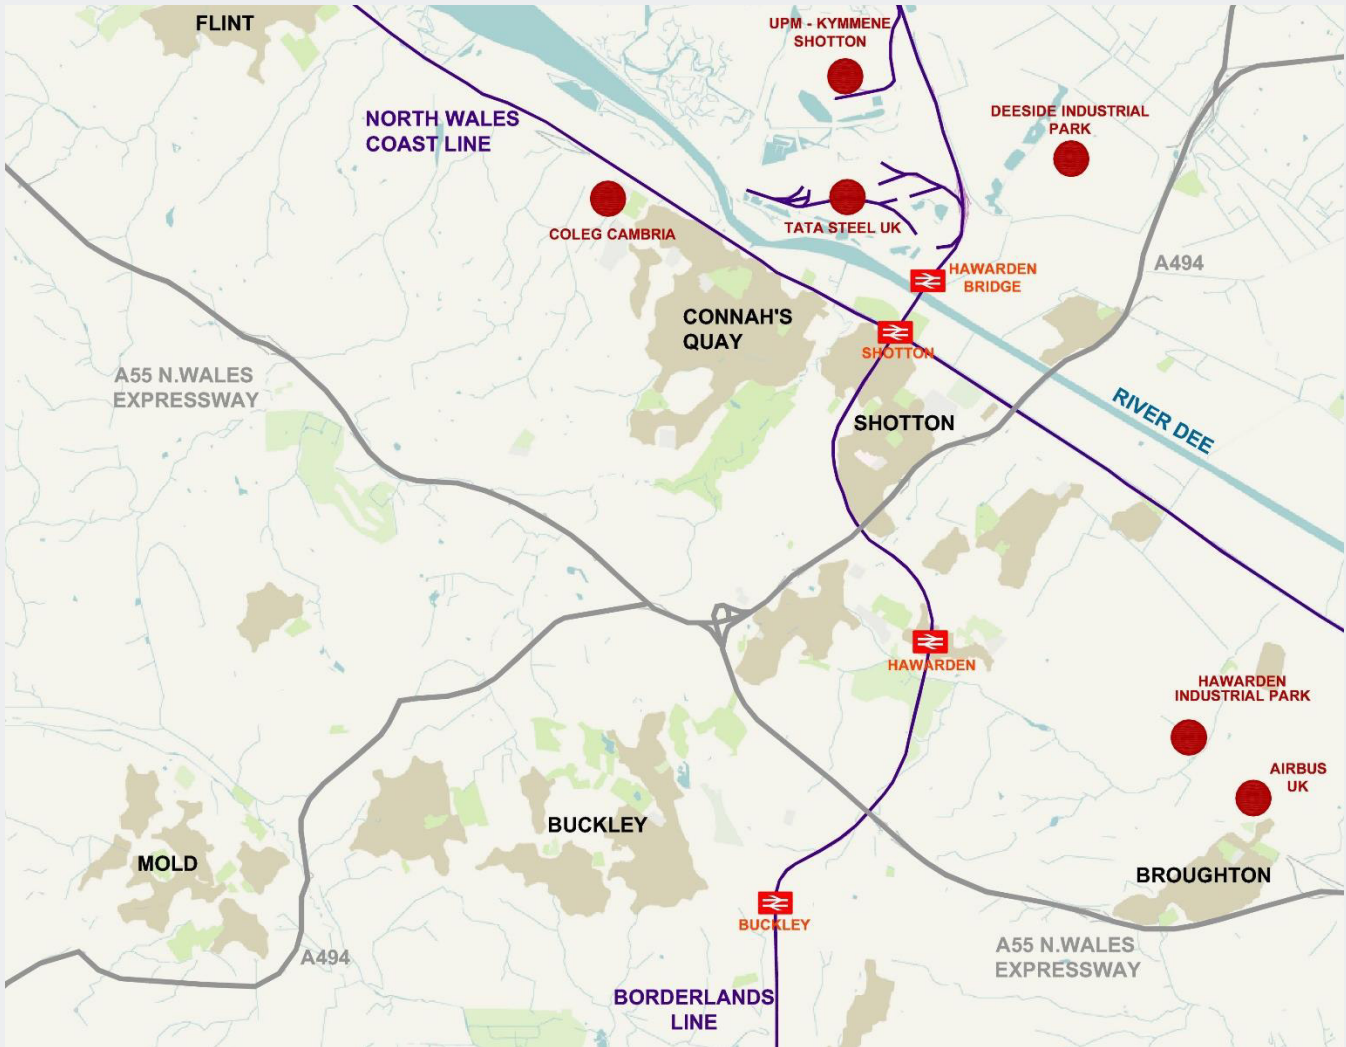 FLINT
UPM - KYMMENE
SHOTTON
NORTH WALES
COAST LINE
DEESIDE INDUSTRIAL
PARK
COLEG CAMBRIA
TATA STEEL UK
A494
HAWARDEN
BRIDGE
CONNAH'S
QUAY
SHOTTON
A55 N.WALES
EXPRESSWAY
RIVER DEE
SHOTTON
HAWARDEN
HAWARDEN
INDUSTRIAL PARK
AIRBUS
UK
BUCKLEY
MOLD
BROUGHTON
BUCKLEY
A494
A55 N.WALES
EXPRESSWAY
BORDERLANDS
LINE